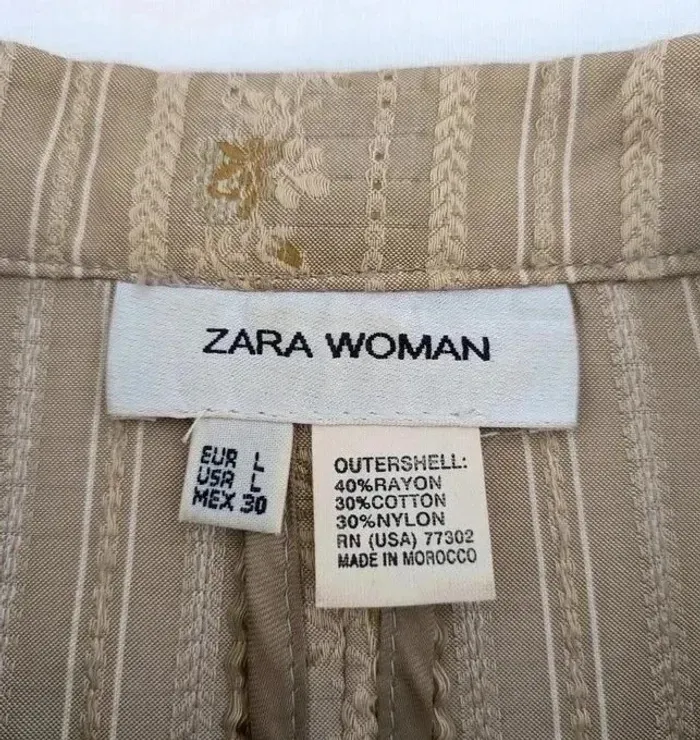 ZARA WOMAN
EUR L
USA L
MEX 30
OUTERSHELL:
40%RAYON
30%COTTON
30%NYLON
RN (USA) 77302
MADE IN MOROCCO